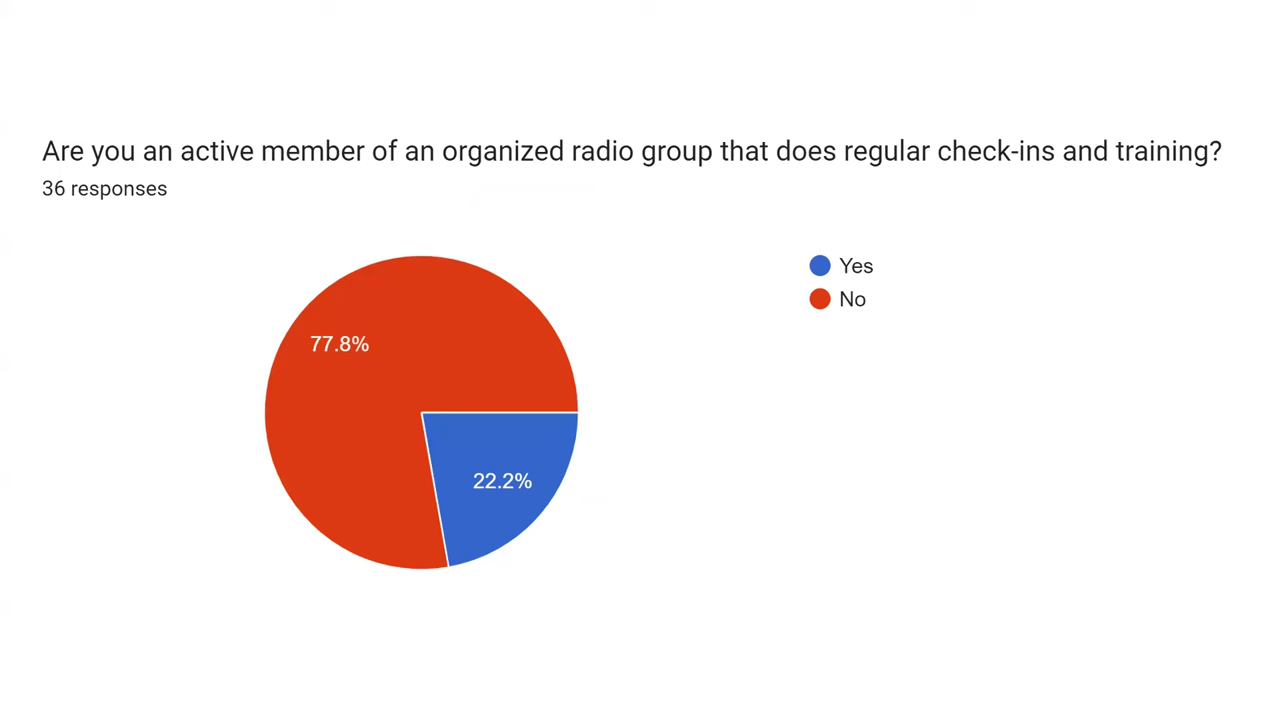 Are you an active member of an organized radio group that does regular check-ins and training?
36 responses
Yes
No
77.8%
22.2%